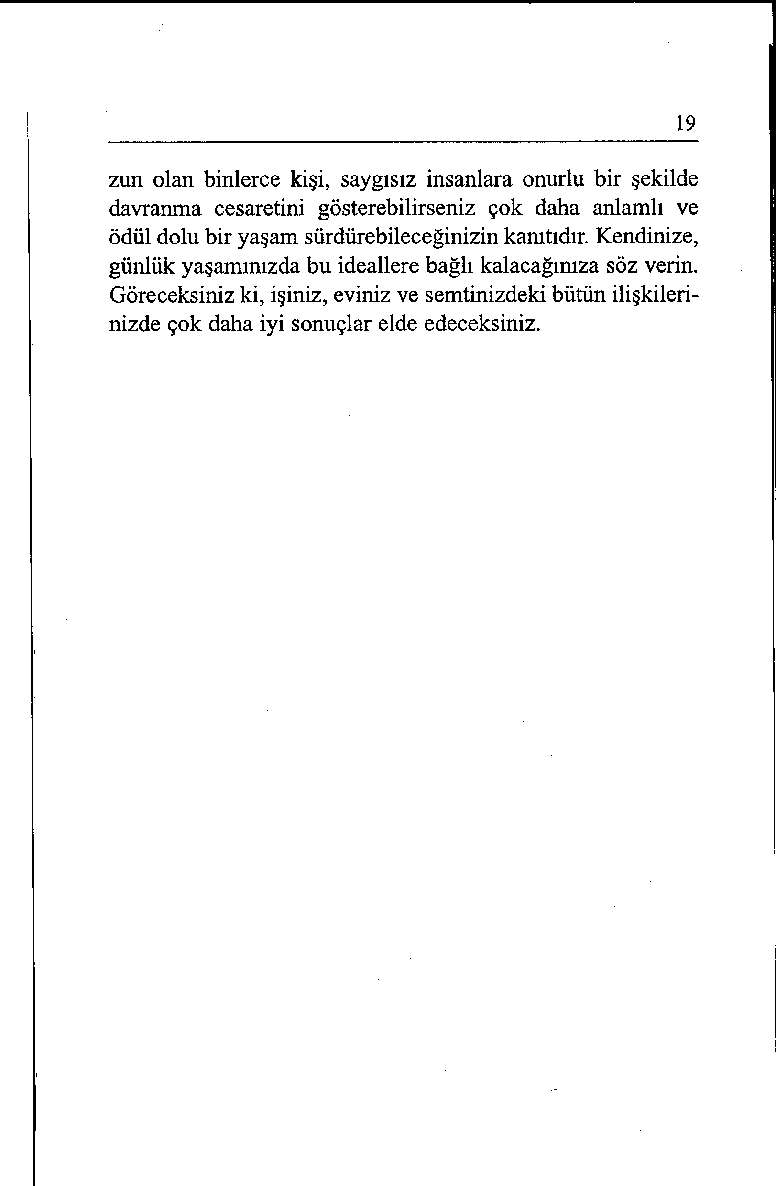 19
zun olan binlerce kişi, saygısız insanlara onurlu bir şekilde
davranma cesaretini gösterebilirseniz çok daha anlamlı ve
ödül dolu bir yaşam sürdürebileceğinizin kanıtıdır. Kendinize,
günlük yaşamınızda bu ideallere bağlı kalacağınıza söz verin.
Göreceksiniz ki, işiniz, eviniz ve semtinizdeki bütün ilişkileri-
nizde çok daha iyi sonuçlar elde edeceksiniz.